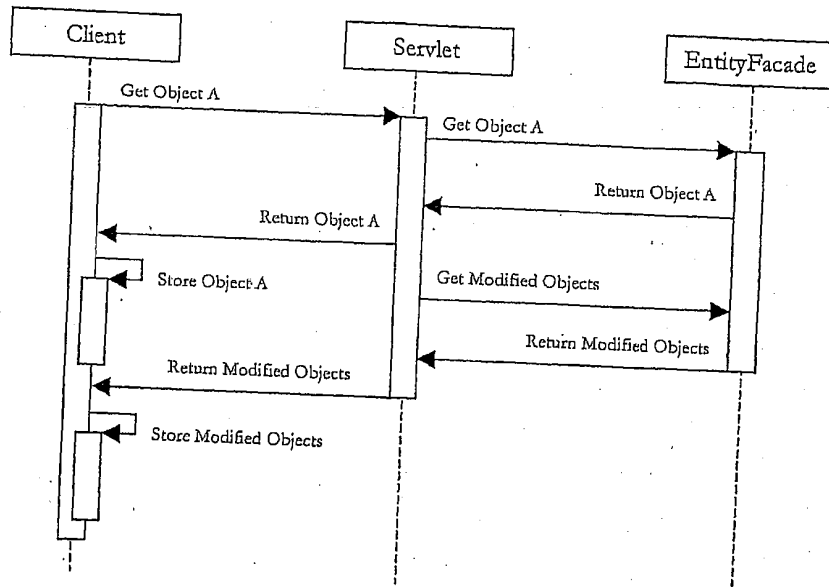 Client
Servlet
EntityFacade
Get Object A
Get Object A
Return Object A
Return Object A
Store Object A
Get Modified Objects
Return Modified Objects
Return Modified Objects
Store Modified Objects